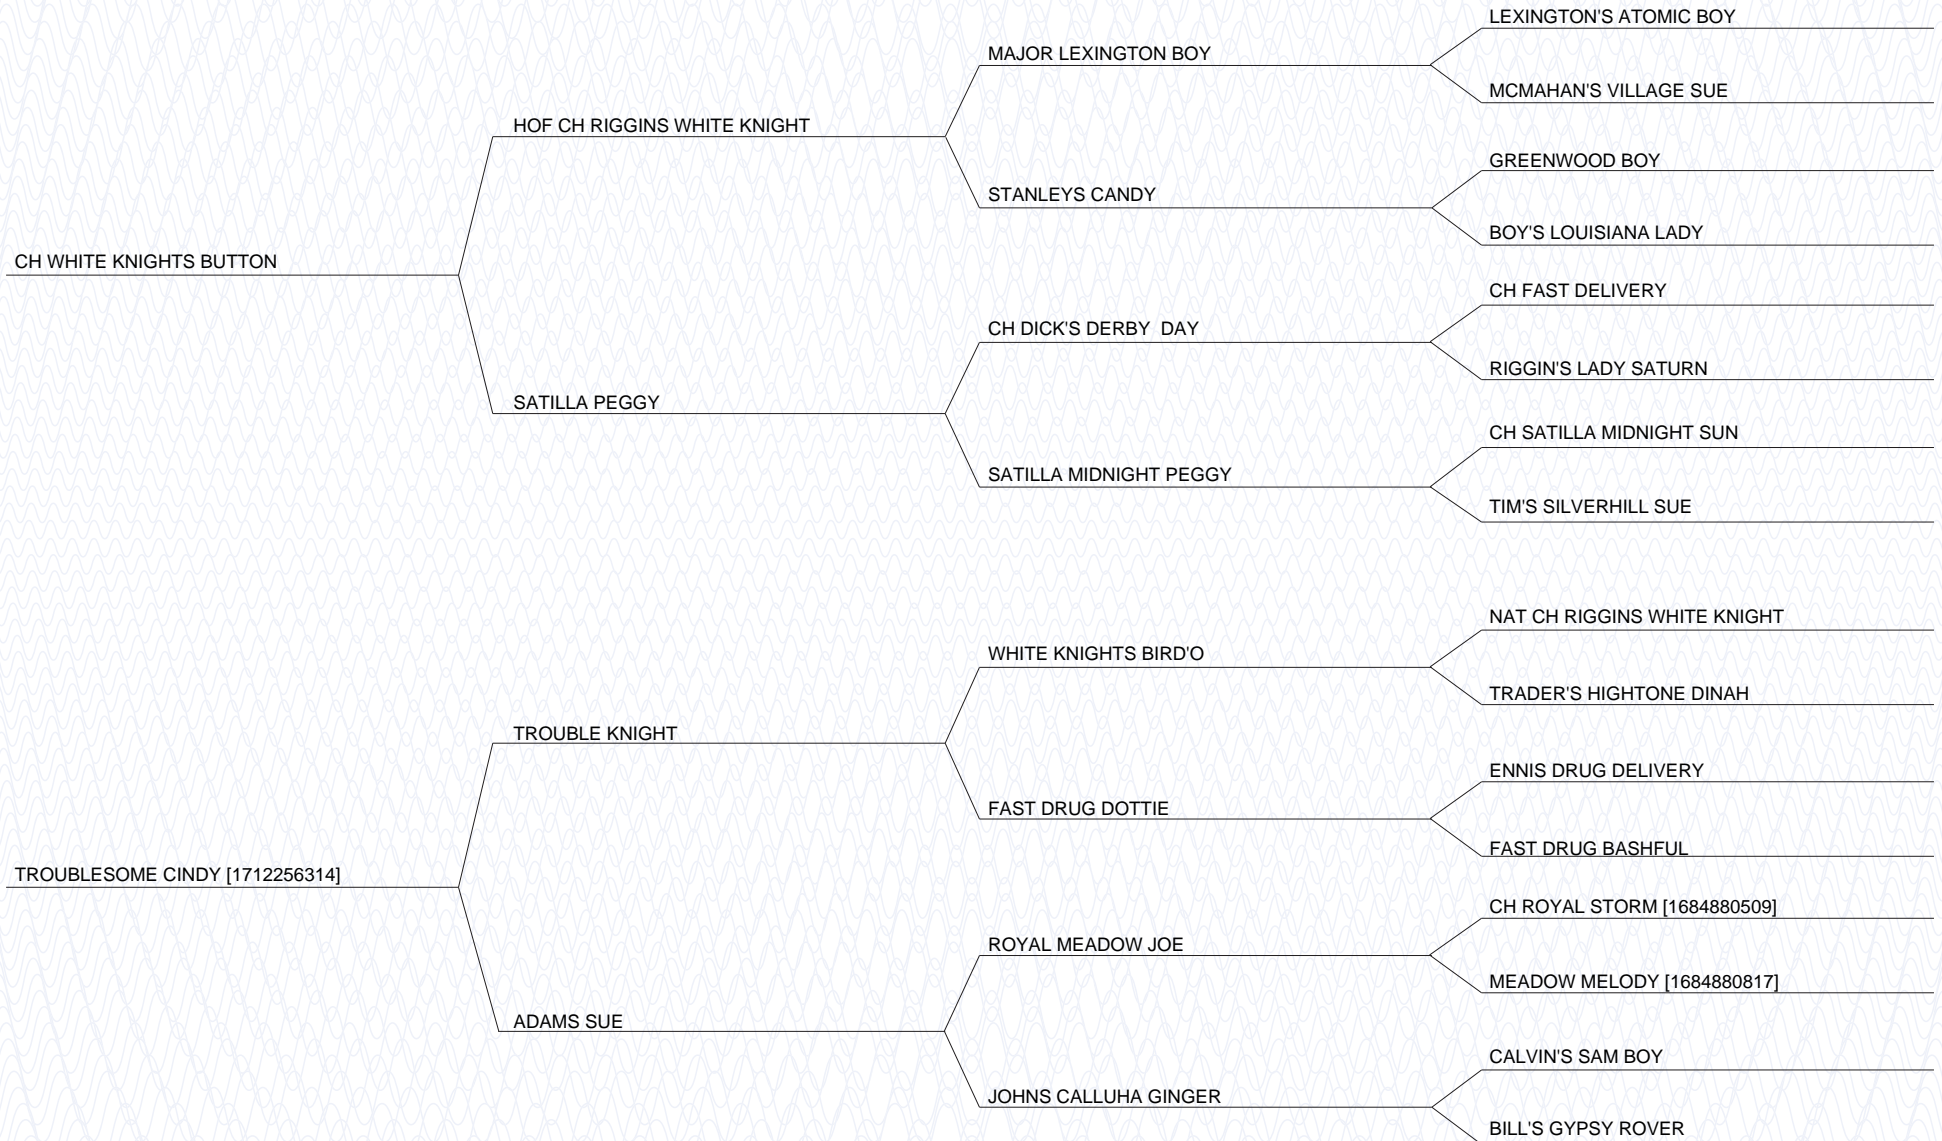 LEXINGTON'S ATOMIC BOY
MAJOR LEXINGTON BOY
MCMAHAN'S VILLAGE SUE
HOF CH RIGGINS WHITE KNIGHT
GREENWOOD BOY
STANLEYS CANDY
BOY'S LOUISIANA LADY
CH WHITE KNIGHTS BUTTON
CH FAST DELIVERY
CH DICK'S DERBY  DAY
RIGGIN'S LADY SATURN
SATILLA PEGGY
CH SATILLA MIDNIGHT SUN
SATILLA MIDNIGHT PEGGY
TIM'S SILVERHILL SUE
NAT CH RIGGINS WHITE KNIGHT
WHITE KNIGHTS BIRD'O
TRADER'S HIGHTONE DINAH
TROUBLE KNIGHT
ENNIS DRUG DELIVERY
FAST DRUG DOTTIE
FAST DRUG BASHFUL
TROUBLESOME CINDY [1712256314]
CH ROYAL STORM [1684880509]
ROYAL MEADOW JOE
MEADOW MELODY [1684880817]
ADAMS SUE
CALVIN'S SAM BOY
JOHNS CALLUHA GINGER
BILL'S GYPSY ROVER